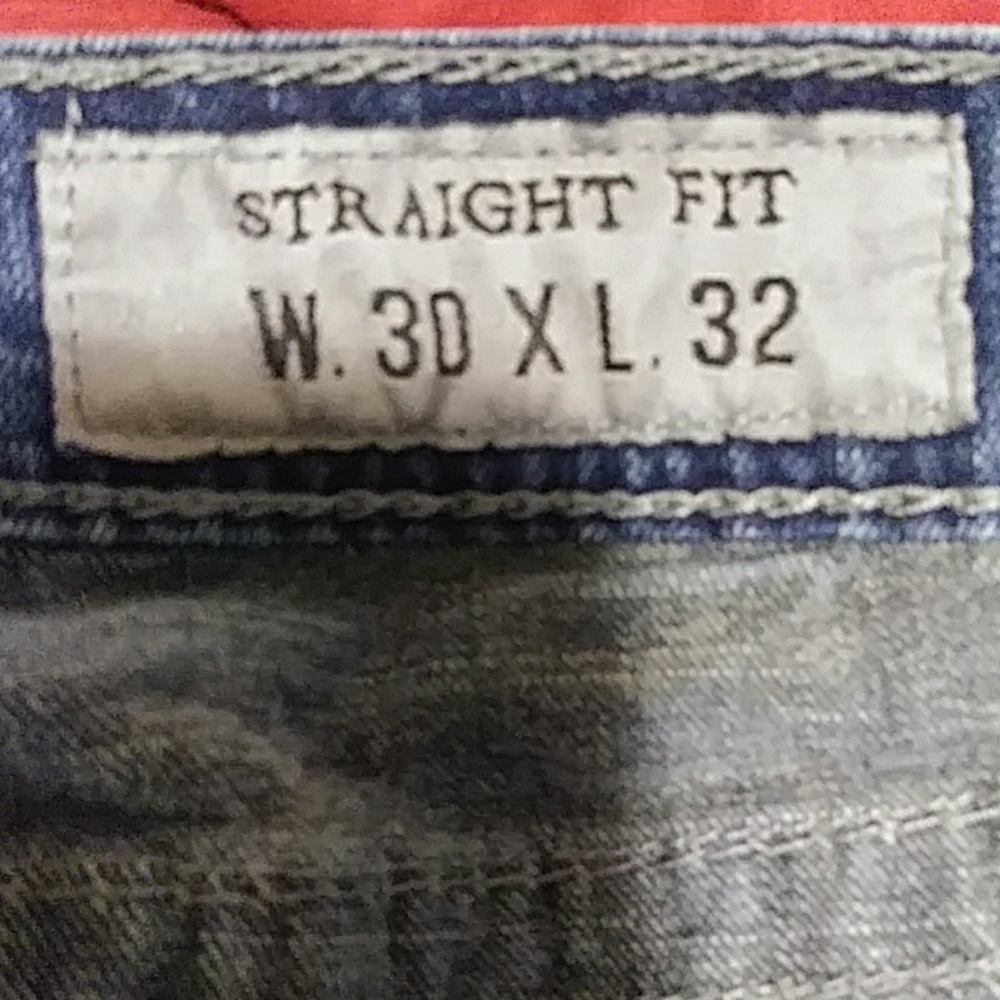 STRAIGHT FIT
W. 30 X L. 32